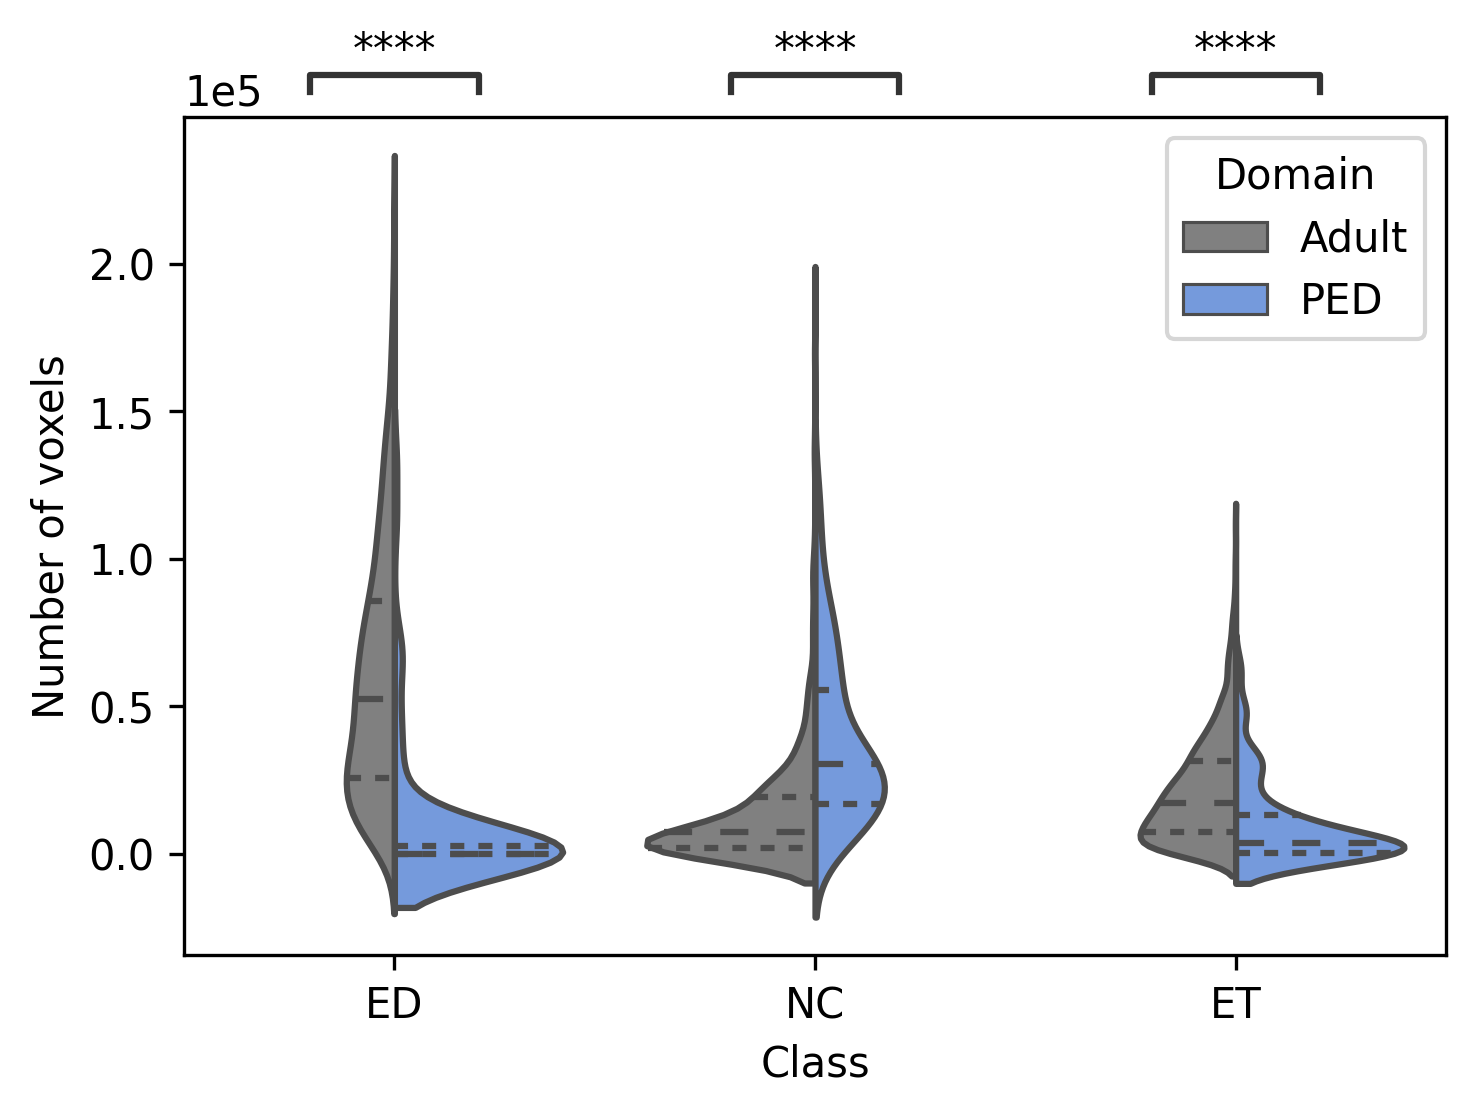 ****
****
****
1e5
Domain
Adult
PED
2.0
1.5
1.0
0.5
0.0
Number of voxels
ED
NC
ET
Class